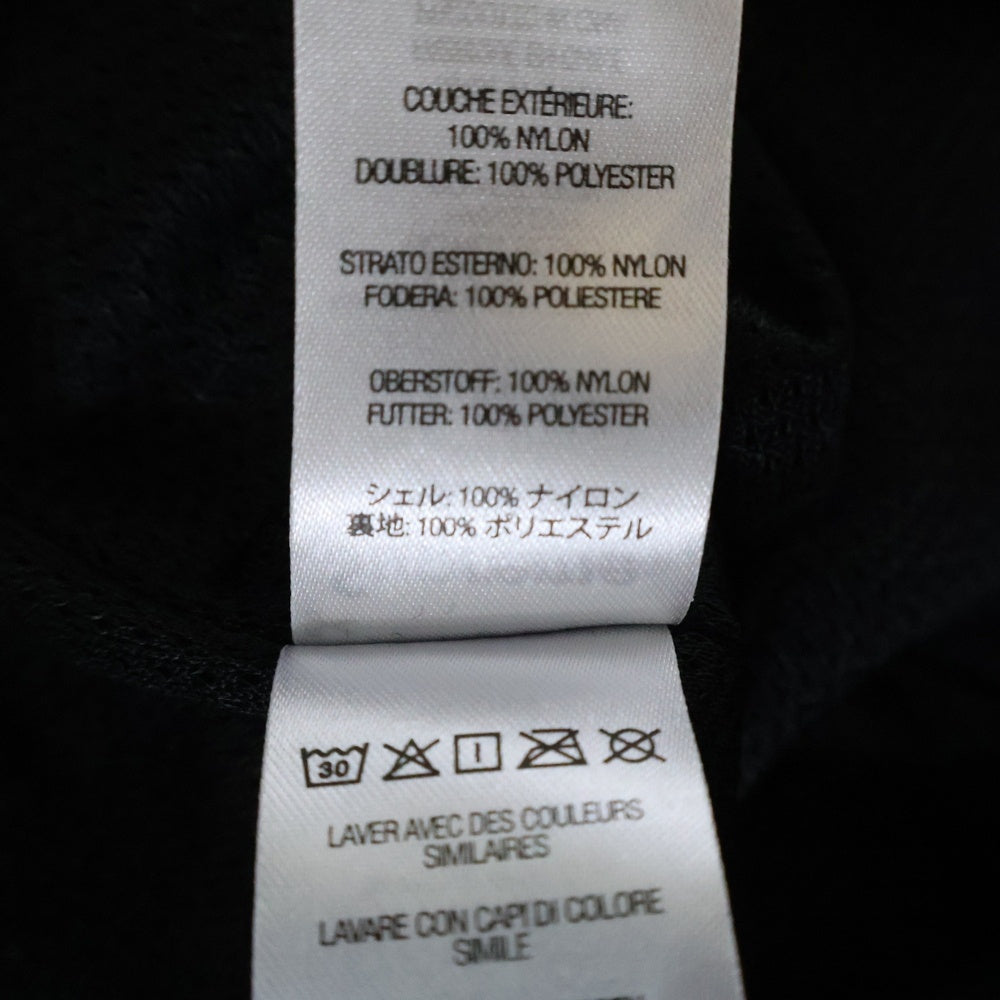 COUCHE EXTÉRIEURE:
100% NYLON
DOUBLURE: 100% POLYESTER
STRATO ESTERNO: 100% NYLON
FODERA: 100% POLIESTERE
OBERSTOFF: 100% NYLON
FUTTER: 100% POLYESTER
シェル: 100% ナイロン
裏地: 100% ポリエステル
30
LAVER AVEC DES COULEURS
SIMILAIRES
LAVARE CON CAPI DI COLORE
SIMILE